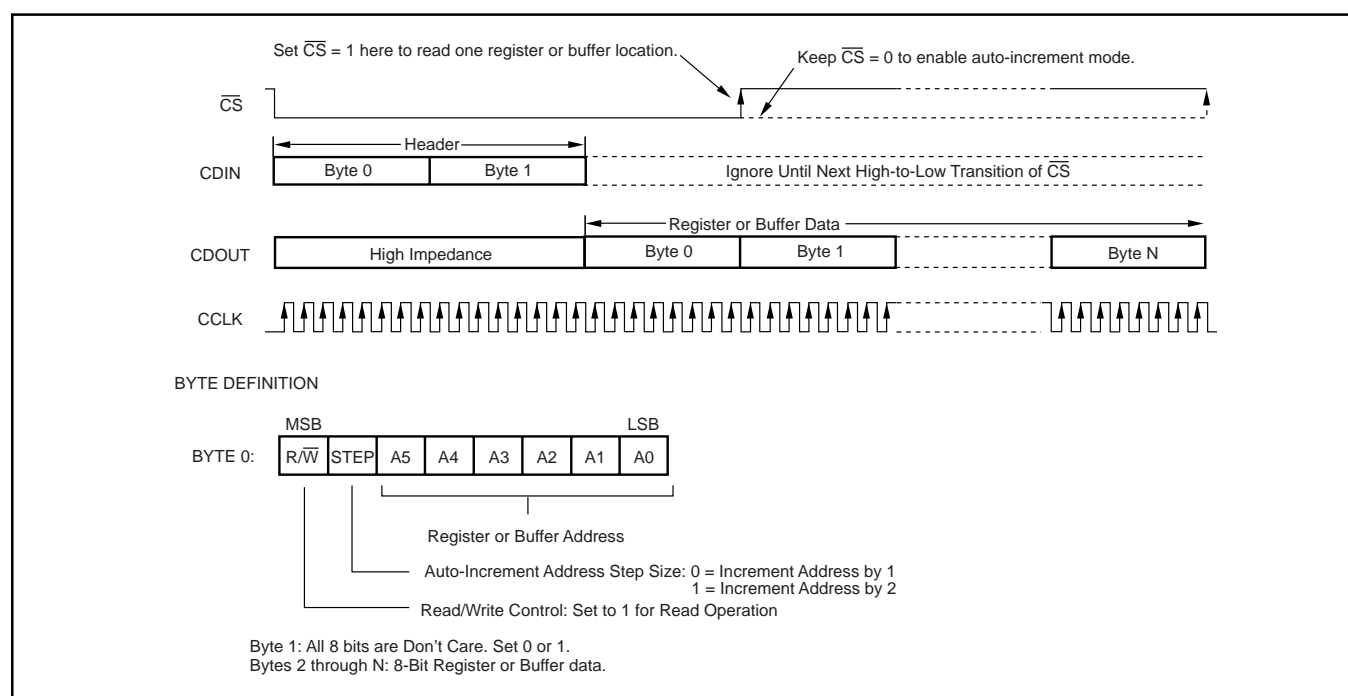 Set C̅S̅ = 1 here to read one register or buffer location.
Keep C̅S̅ = 0 to enable auto-increment mode.
C̅S̅
Header
CDIN
Byte 0
Byte 1
Ignore Until Next High-to-Low Transition of C̅S̅
Register or Buffer Data
CDOUT
High Impedance
Byte 0
Byte 1
Byte N
CCLK
BYTE DEFINITION
MSB
LSB
BYTE 0:
R/W̅
STEP
A5
A4
A3
A2
A1
A0
Register or Buffer Address
Auto-Increment Address Step Size: 0 = Increment Address by 1
1 = Increment Address by 2
Read/Write Control: Set to 1 for Read Operation
Byte 1: All 8 bits are Don't Care. Set 0 or 1.
Bytes 2 through N: 8-Bit Register or Buffer data.